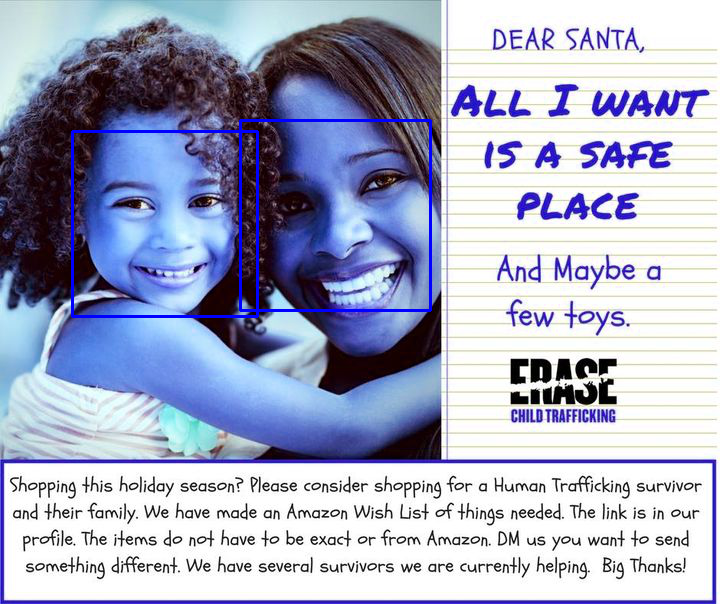 DEAR SANTA,
ALL I WANT
IS A SAFE
PLACE
And Maybe a
few toys.
ERASE
CHILD TRAFFICKING
Shopping this holiday season? Please consider shopping for a Human Trafficking survivor
and their family. We have made an Amazon Wish List of things needed. The link is in our
profile. The items do not have to be exact or from Amazon. DM us you want to send
something different. We have several survivors we are currently helping. Big Thanks!